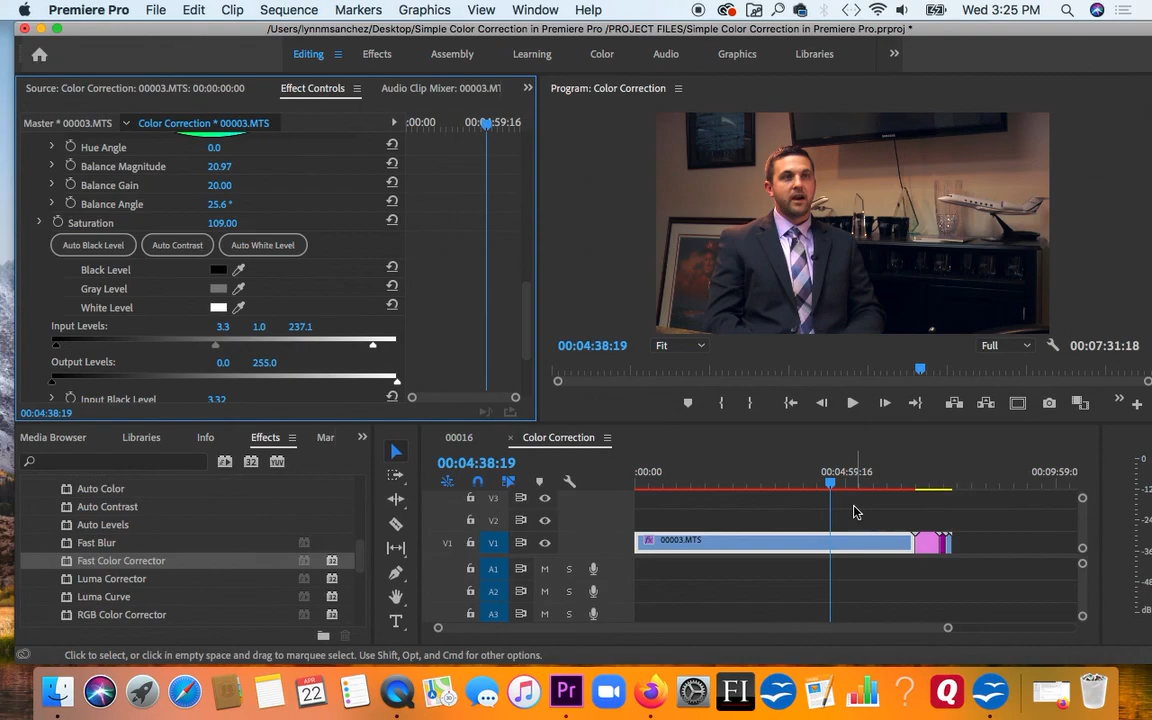 Premiere Pro File Edit Clip Sequence Markers Graphics View Window Help Wed 3:25 PM
/Users/lynnmsanchez/Desktop/Simple Color Correction in Premiere Pro /PROJECT FILES/Simple Color Correction in Premiere Pro.prproj *
Editing Effects Assembly Learning Color Audio Graphics Libraries
Source: Color Correction: 00003.MTS: 00:00:00:00 Effect Controls Audio Clip Mixer: 00003.MT Program: Color Correction
Master * 00003.MTS Color Correction * 00003.MTS :00:00 00:04:59:16
Hue Angle 0.0
Balance Magnitude 20.97
Balance Gain 20.00
Balance Angle 25.6 °
Saturation 109.00
Auto Black Level Auto Contrast Auto White Level
Black Level
Gray Level
White Level
Input Levels: 3.3 1.0 237.1
Output Levels: 0.0 255.0
Input Black Level 3.32
00:04:38:19
00:04:38:19 Fit Full 00:07:31:18
Media Browser Libraries Info Effects Mar
00016 × Color Correction
00:04:38:19
:00:00 00:04:59:16 00:09:59:0
Auto Color
Auto Contrast
Auto Levels
Fast Blur
Fast Color Corrector
Luma Corrector
Luma Curve
RGB Color Corrector
V3
V2
V1 V1 fx 00003.MTS
A1 M S
A2 M S
A3 M S
0
Click to select, or click in empty space and drag to marquee select. Use Shift, Opt, and Cmd for other options.
APR
22
Pr
FI